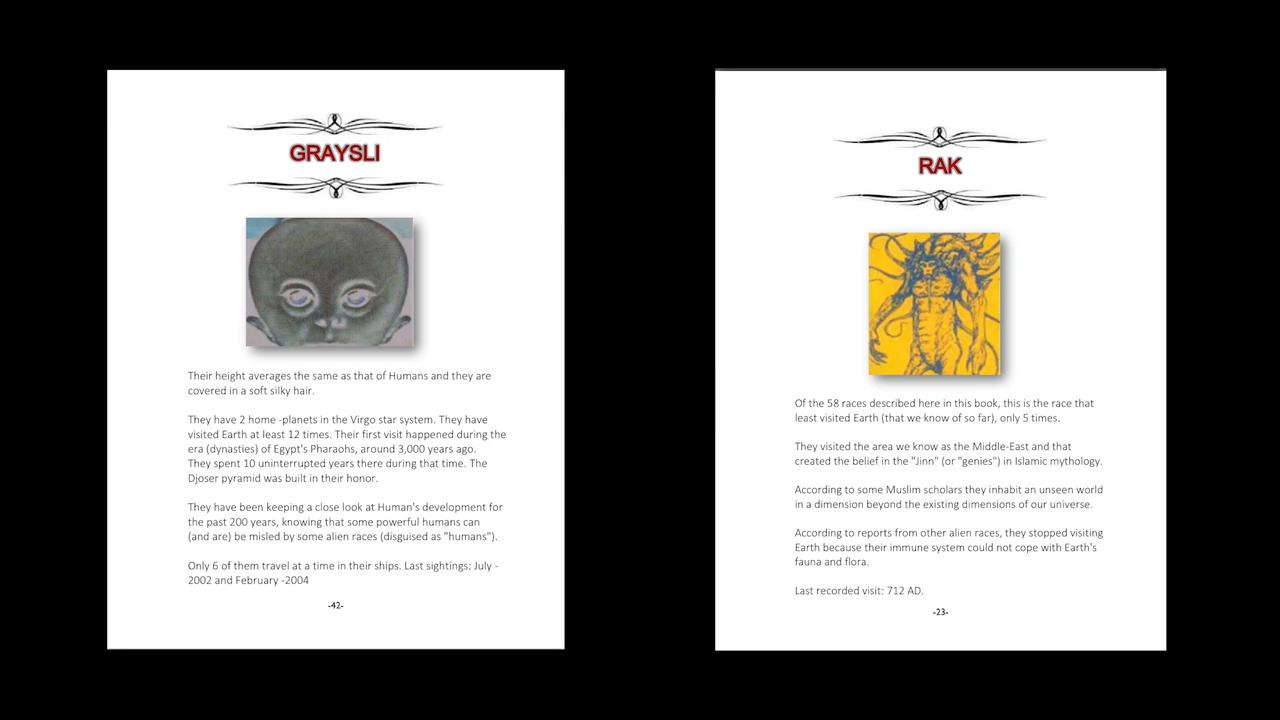 GRAYSLI
Their height averages the same as that of Humans and they are
covered in a soft silky hair.
They have 2 home -planets in the Virgo star system. They have
visited Earth at least 12 times. Their first visit happened during the
era (dynasties) of Egypt's Pharaohs, around 3,000 years ago.
They spent 10 uninterrupted years there during that time. The
Djoser pyramid was built in their honor.
They have been keeping a close look at Human's development for
the past 200 years, knowing that some powerful humans can
(and are) be misled by some alien races (disguised as "humans").
Only 6 of them travel at a time in their ships. Last sightings: July -
2002 and February -2004
-42-
RAK
Of the 58 races described here in this book, this is the race that
least visited Earth (that we know of so far), only 5 times.
They visited the area we know as the Middle-East and that
created the belief in the "Jinn" (or "genies") in Islamic mythology.
According to some Muslim scholars they inhabit an unseen world
in a dimension beyond the existing dimensions of our universe.
According to reports from other alien races, they stopped visiting
Earth because their immune system could not cope with Earth's
fauna and flora.
Last recorded visit: 712 AD.
-23-